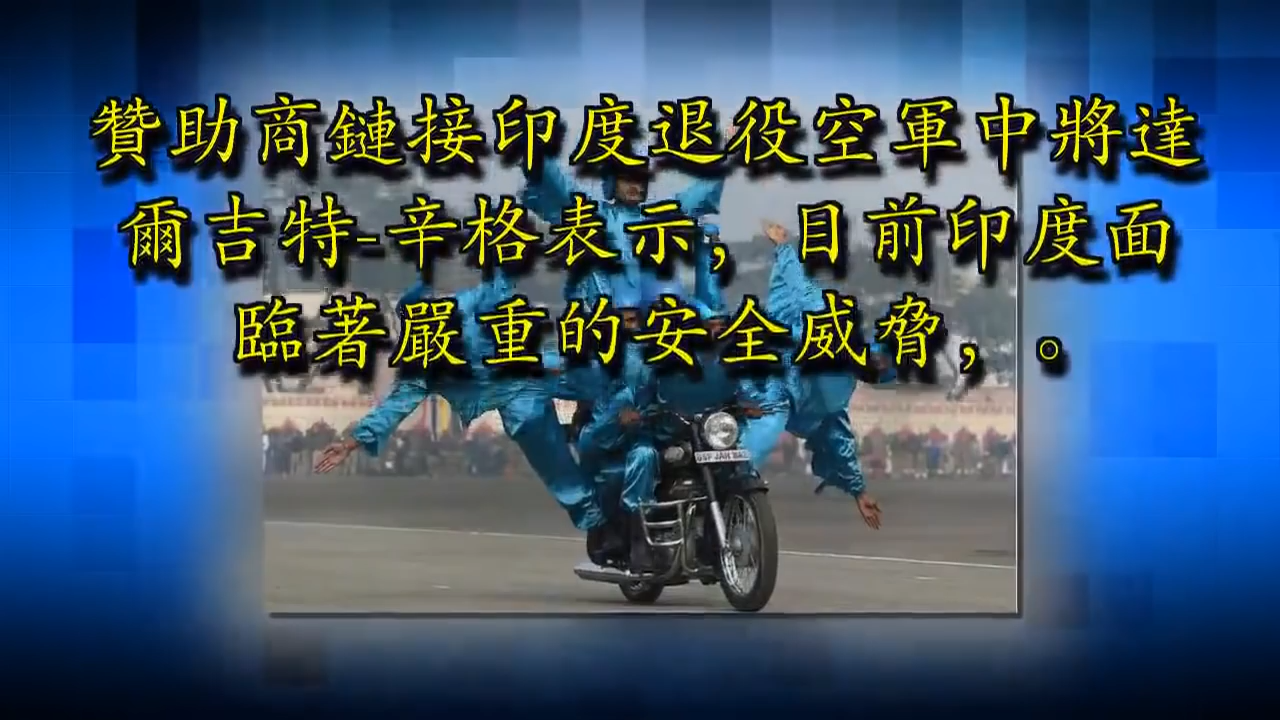 贊助商鏈接印度退役空軍中將達
爾吉特-辛格表示，目前印度面
臨著嚴重的安全威脅，。